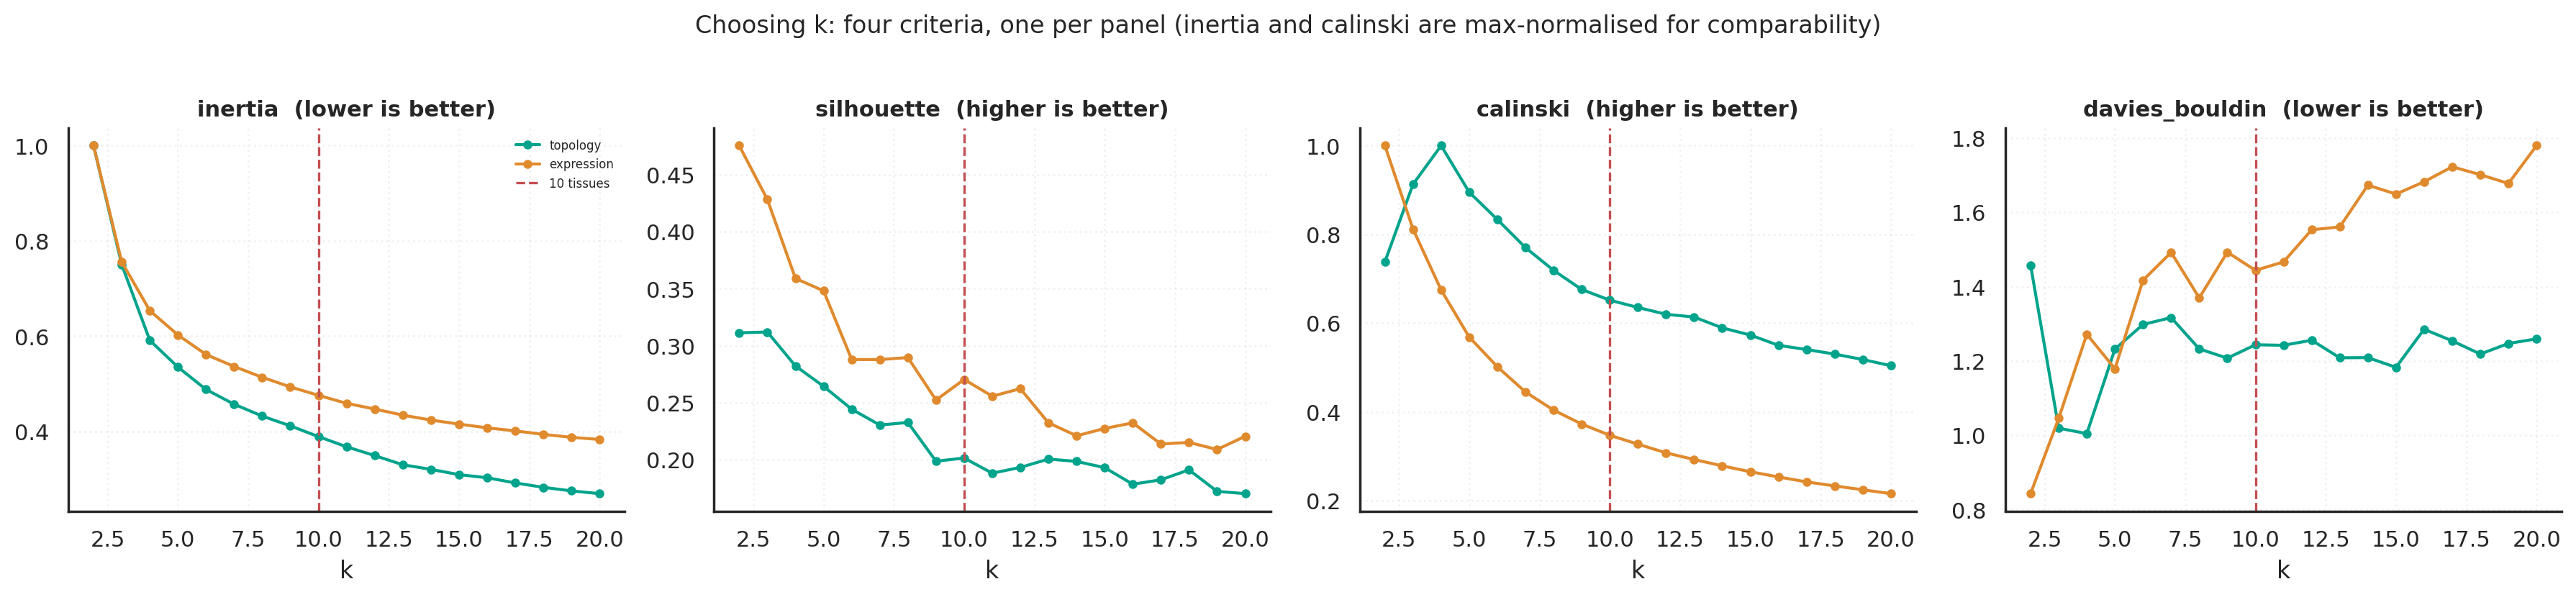 Choosing k: four criteria, one per panel (inertia and calinski are max-normalised for comparability)
inertia  (lower is better)
1.0
0.8
0.6
0.4
topology
expression
10 tissues
2.5 5.0 7.5 10.0 12.5 15.0 17.5 20.0
k
silhouette  (higher is better)
0.45
0.40
0.35
0.30
0.25
0.20
2.5 5.0 7.5 10.0 12.5 15.0 17.5 20.0
k
calinski  (higher is better)
1.0
0.8
0.6
0.4
0.2
2.5 5.0 7.5 10.0 12.5 15.0 17.5 20.0
k
davies_bouldin  (lower is better)
1.8
1.6
1.4
1.2
1.0
0.8
2.5 5.0 7.5 10.0 12.5 15.0 17.5 20.0
k